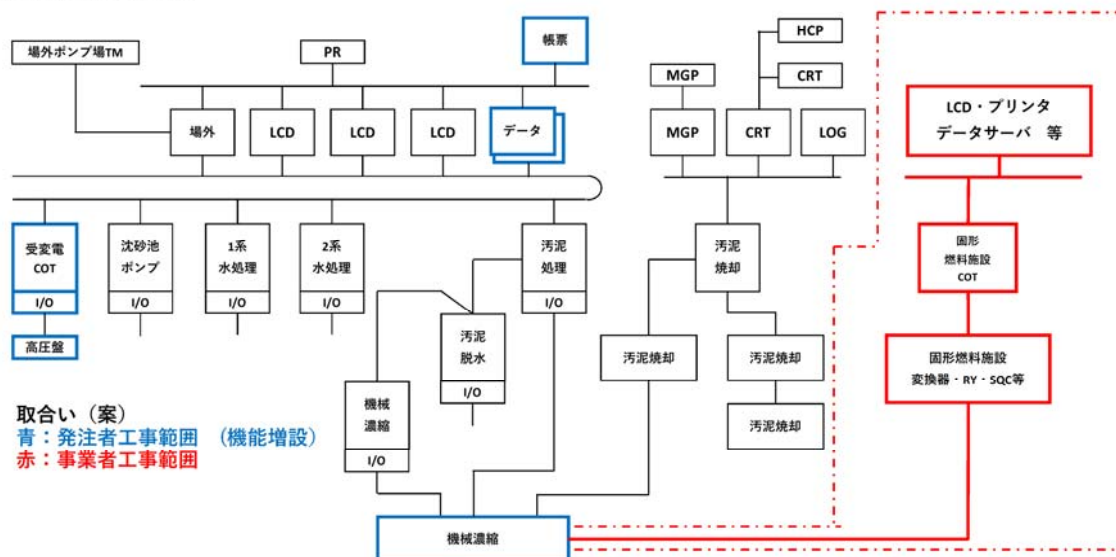 場外ポンプ場TM
PR
帳票
HCP
MGP
CRT
場外
LCD
LCD
LCD
データ
MGP
CRT
LOG
LCD・プリンタ
データサーバ 等
受変電
COT
I/O
高圧盤
沈砂池
ポンプ
I/O
1系
水処理
I/O
2系
水処理
I/O
汚泥
処理
I/O
汚泥
焼却
固形
燃料施設
COT
汚泥
脱水
I/O
機械
濃縮
I/O
汚泥焼却
汚泥焼却
汚泥焼却
固形燃料施設
変換器・RY・SQC等
取合い（案）
青：発注者工事範囲 （機能増設）
赤：事業者工事範囲
機械濃縮